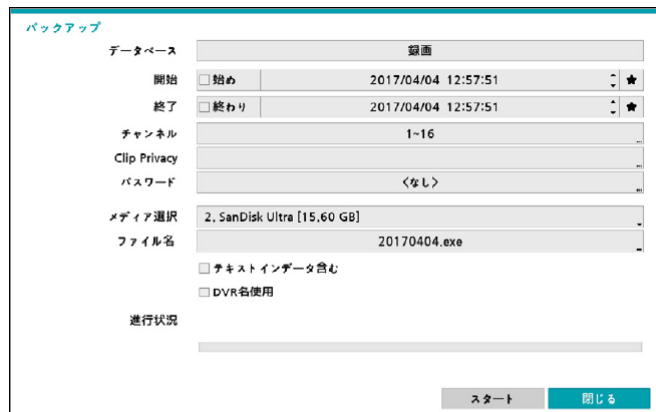 バックアップ
データベース 録画
開始 始め 2017/04/04 12:57:51
終了 終わり 2017/04/04 12:57:51
チャンネル 1~16 ...
Clip Privacy ...
パスワード <なし> ...
メディア選択 2, SanDisk Ultra [15,60 GB]
ファイル名 20170404.exe
テキストインデータ含む
DVR名使用
進行状況
スタート 閉じる